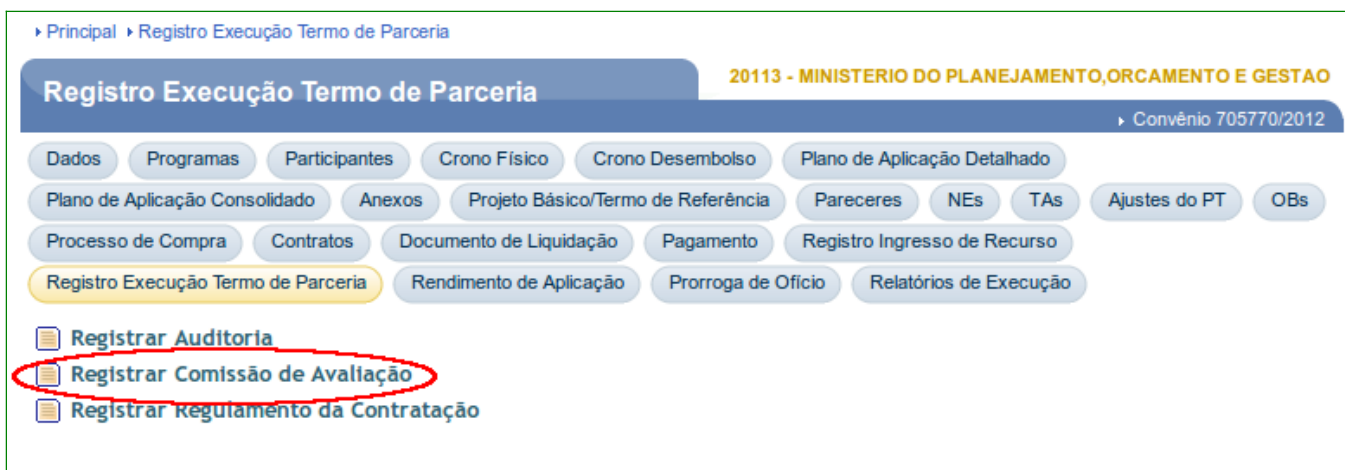 Principal Registro Execução Termo de Parceria
Registro Execução Termo de Parceria
20113 - MINISTERIO DO PLANEJAMENTO,ORCAMENTO E GESTAO
Convênio 705770/2012
Dados Programas Participantes Crono Físico Crono Desembolso Plano de Aplicação Detalhado
Plano de Aplicação Consolidado Anexos Projeto Básico/Termo de Referência Pareceres NEs TAs Ajustes do PT OBs
Processo de Compra Contratos Documento de Liquidação Pagamento Registro Ingresso de Recurso
Registro Execução Termo de Parceria Rendimento de Aplicação Prorroga de Ofício Relatórios de Execução
Registrar Auditoria
Registrar Comissão de Avaliação
Registrar Regulamento da Contratação